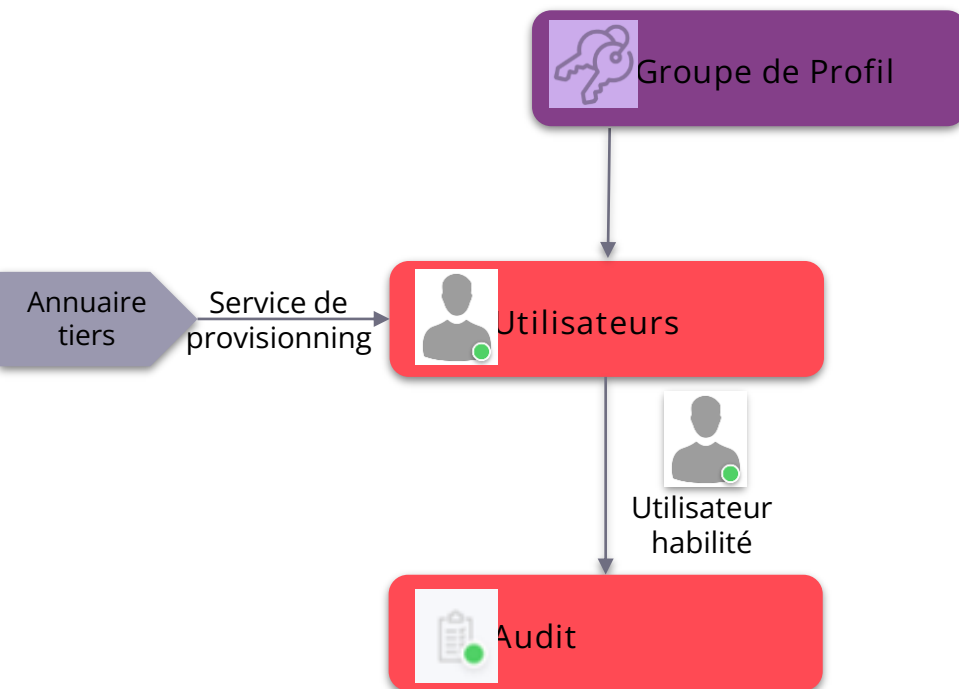 Groupe de Profil
Annuaire
tiers
Service de
provisionning
Utilisateurs
Utilisateur
habilité
Audit